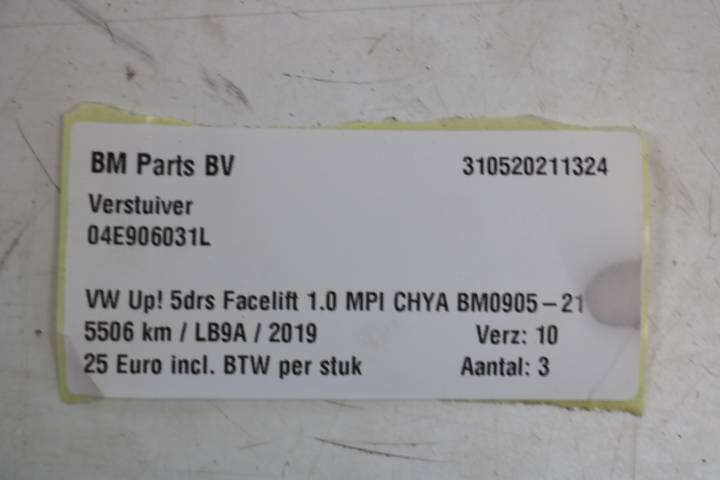 BM Parts BV 310520211324
Verstuiver
04E906031L
VW Up! 5drs Facelift 1.0 MPI CHYA BM0905-21
5506 km / LB9A / 2019 Verz: 10
25 Euro incl. BTW per stuk Aantal: 3